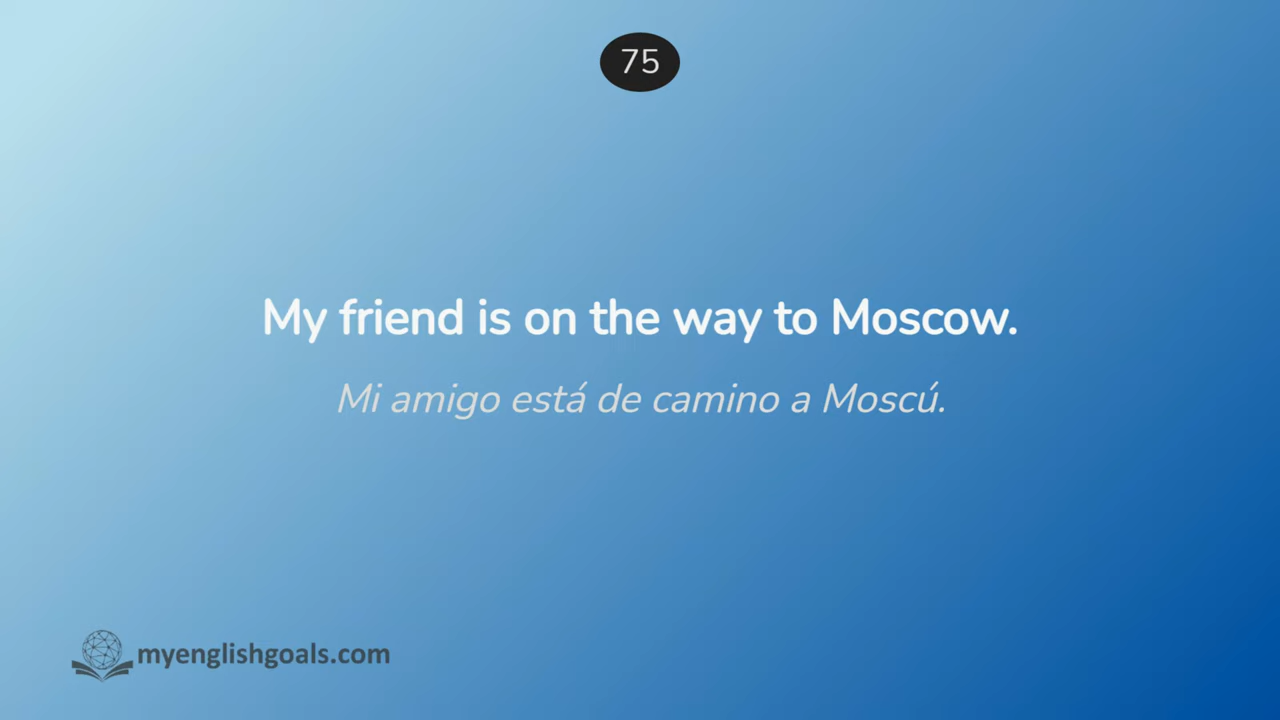 75
My friend is on the way to Moscow.
Mi amigo está de camino a Moscú.
myenglishgoals.com